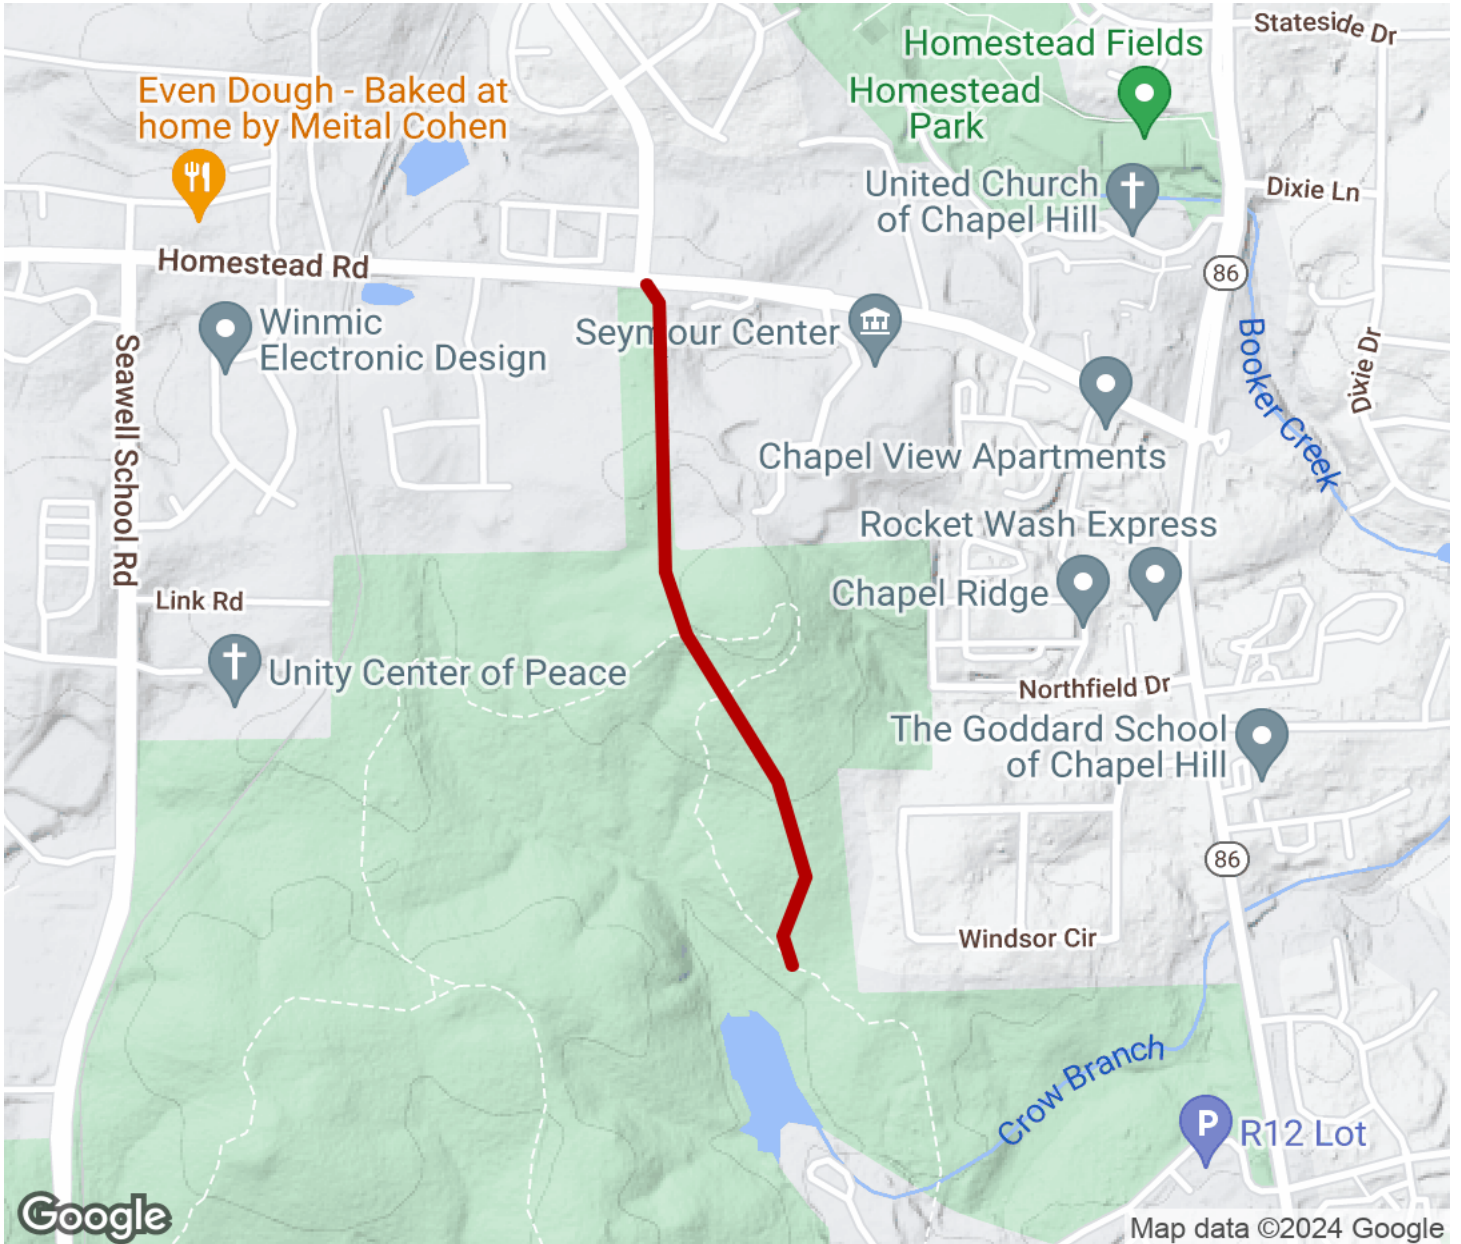 Stateside Dr
Homestead Fields
Even Dough - Baked at
home by Meital Cohen
Homestead
Park
United Church
of Chapel Hill
Dixie Ln
Homestead Rd
86
Winmic
Electronic Design
Seymour Center
Seawell School Rd
Booker Creek
Dixie Dr
Chapel View Apartments
Rocket Wash Express
Chapel Ridge
Link Rd
Unity Center of Peace
Northfield Dr
The Goddard School
of Chapel Hill
86
Windsor Cir
Crow Branch
P
R12 Lot
Google
Map data ©2024 Google